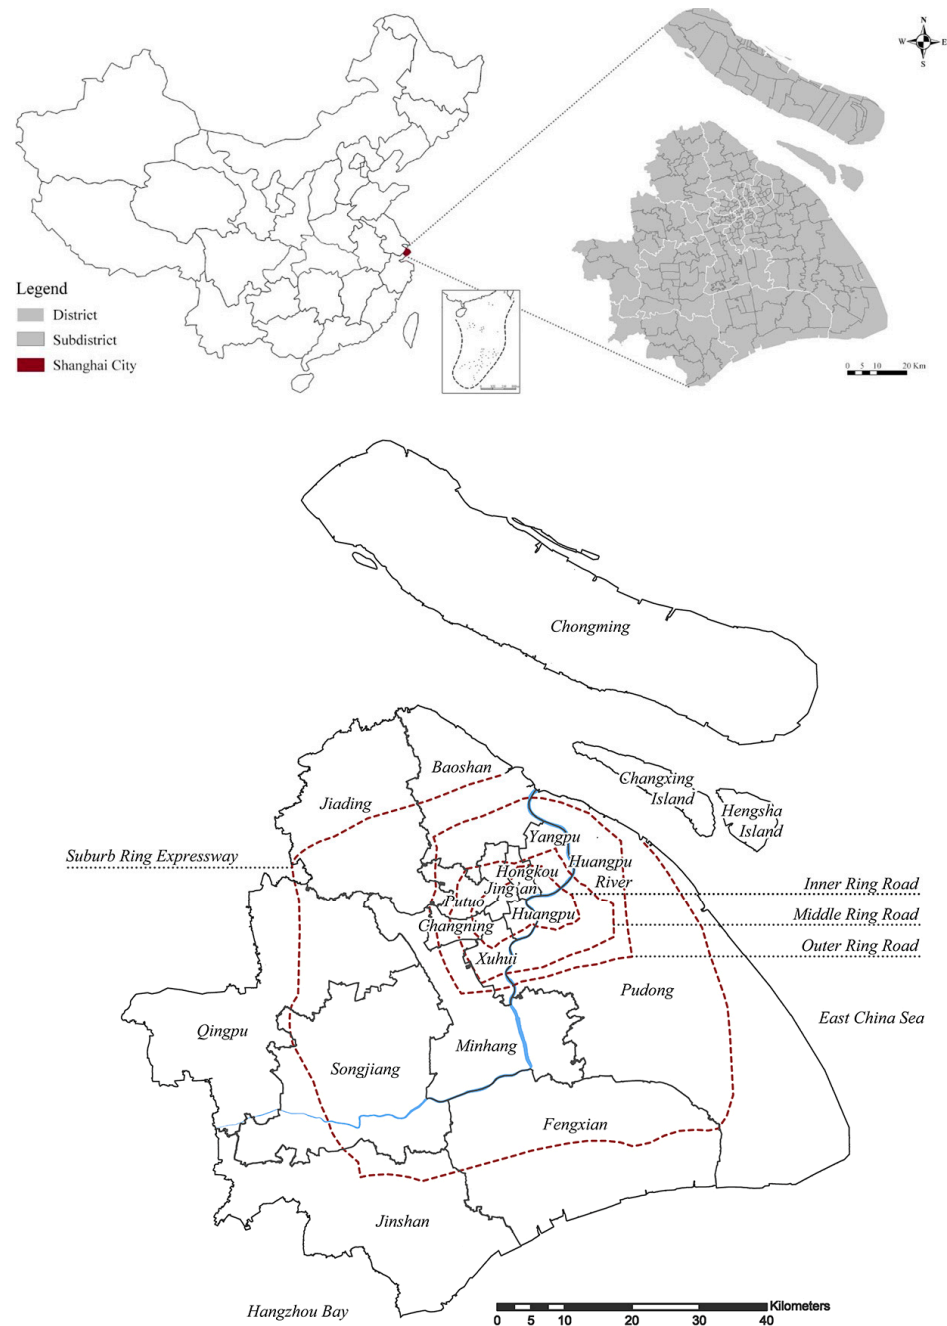 N
W E
S
Legend
District
Subdistrict
Shanghai City
0 5 10 20 Km
Chongming
Baoshan
Changxing
Island
Jiading
Hengsha
Island
Yangpu
Suburb Ring Expressway
Huangpu
River
Hongkou
Jing'an
Inner Ring Road
Putuo
Huangpu
Middle Ring Road
Changning
Outer Ring Road
Xuhui
Pudong
East China Sea
Qingpu
Minhang
Songjiang
Fengxian
Jinshan
Hangzhou Bay
Kilometers
0 5 10 20 30 40